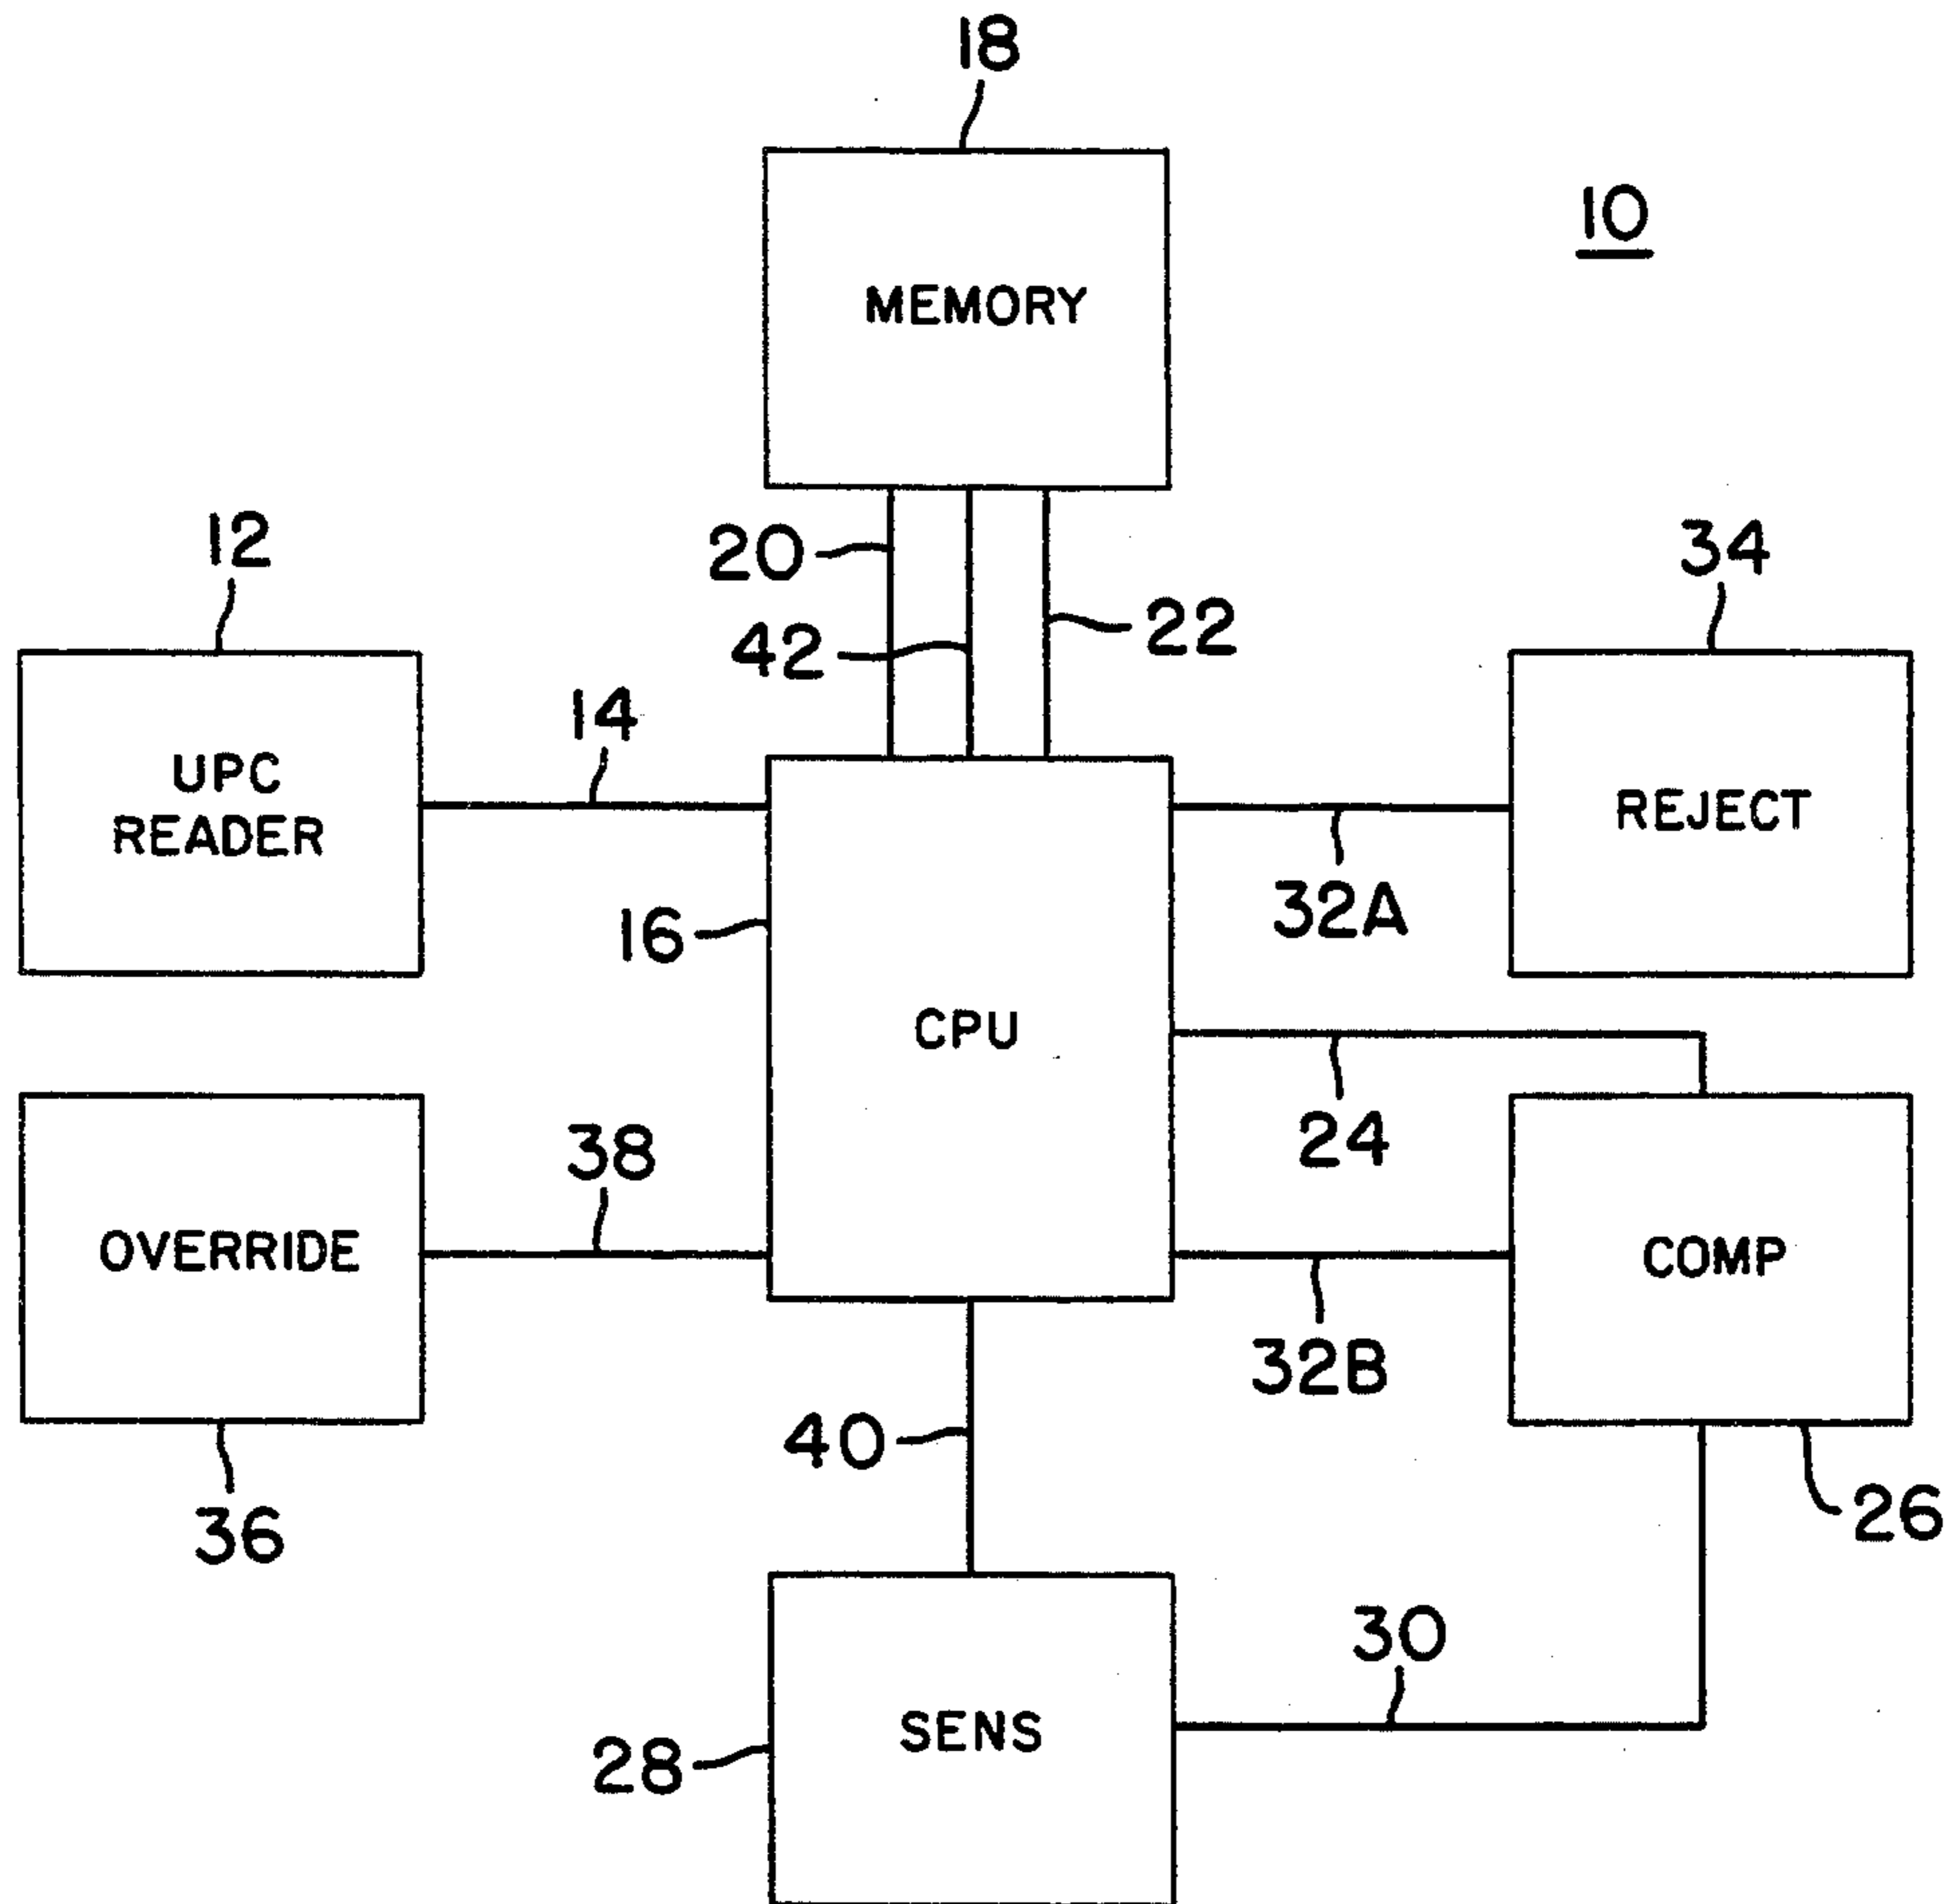 18
10
MEMORY
12
20
34
42
22
14
UPC
READER
REJECT
16
32A
CPU
24
38
OVERRIDE
COMP
32B
40
36
26
30
SENS
28